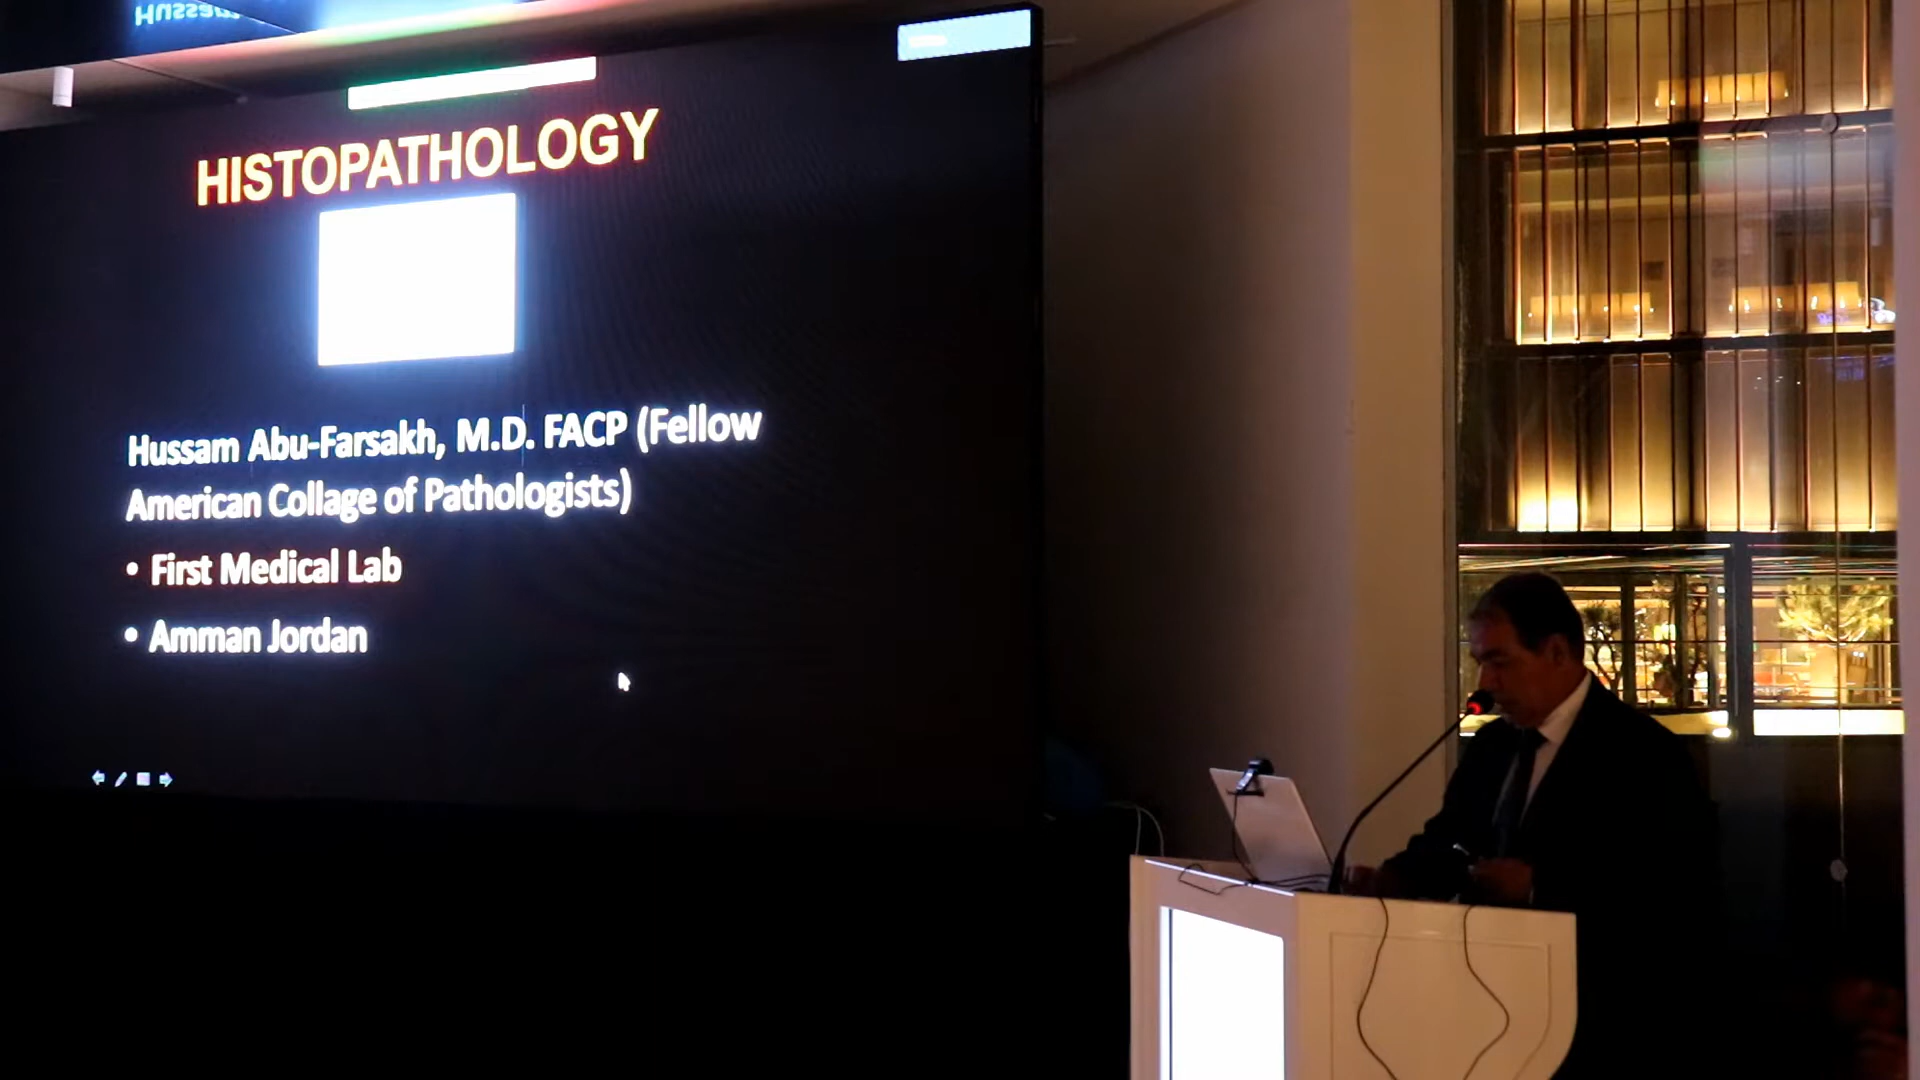 HISTOPATHOLOGY
Hussam Abu-Farsakh, M.D. FACP (Fellow
American Collage of Pathologists)
• First Medical Lab
• Amman Jordan